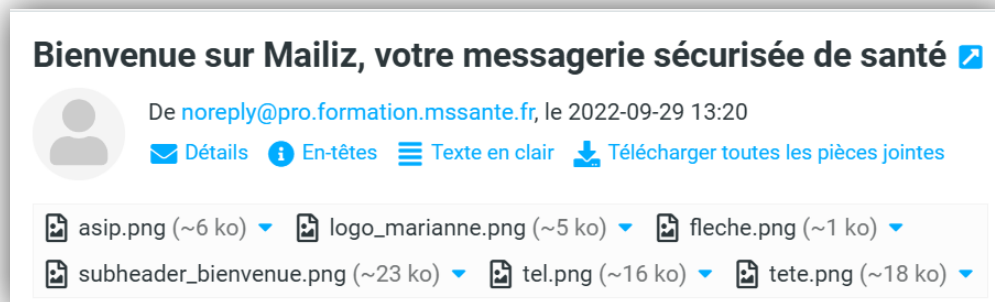 Bienvenue sur Mailiz, votre messagerie sécurisée de santé
De noreply@pro.formation.mssante.fr, le 2022-09-29 13:20
Détails En-têtes Texte en clair Télécharger toutes les pièces jointes
asip.png (~6 ko) logo_marianne.png (~5 ko) fleche.png (~1 ko)
subheader_bienvenue.png (~23 ko) tel.png (~16 ko) tete.png (~18 ko)